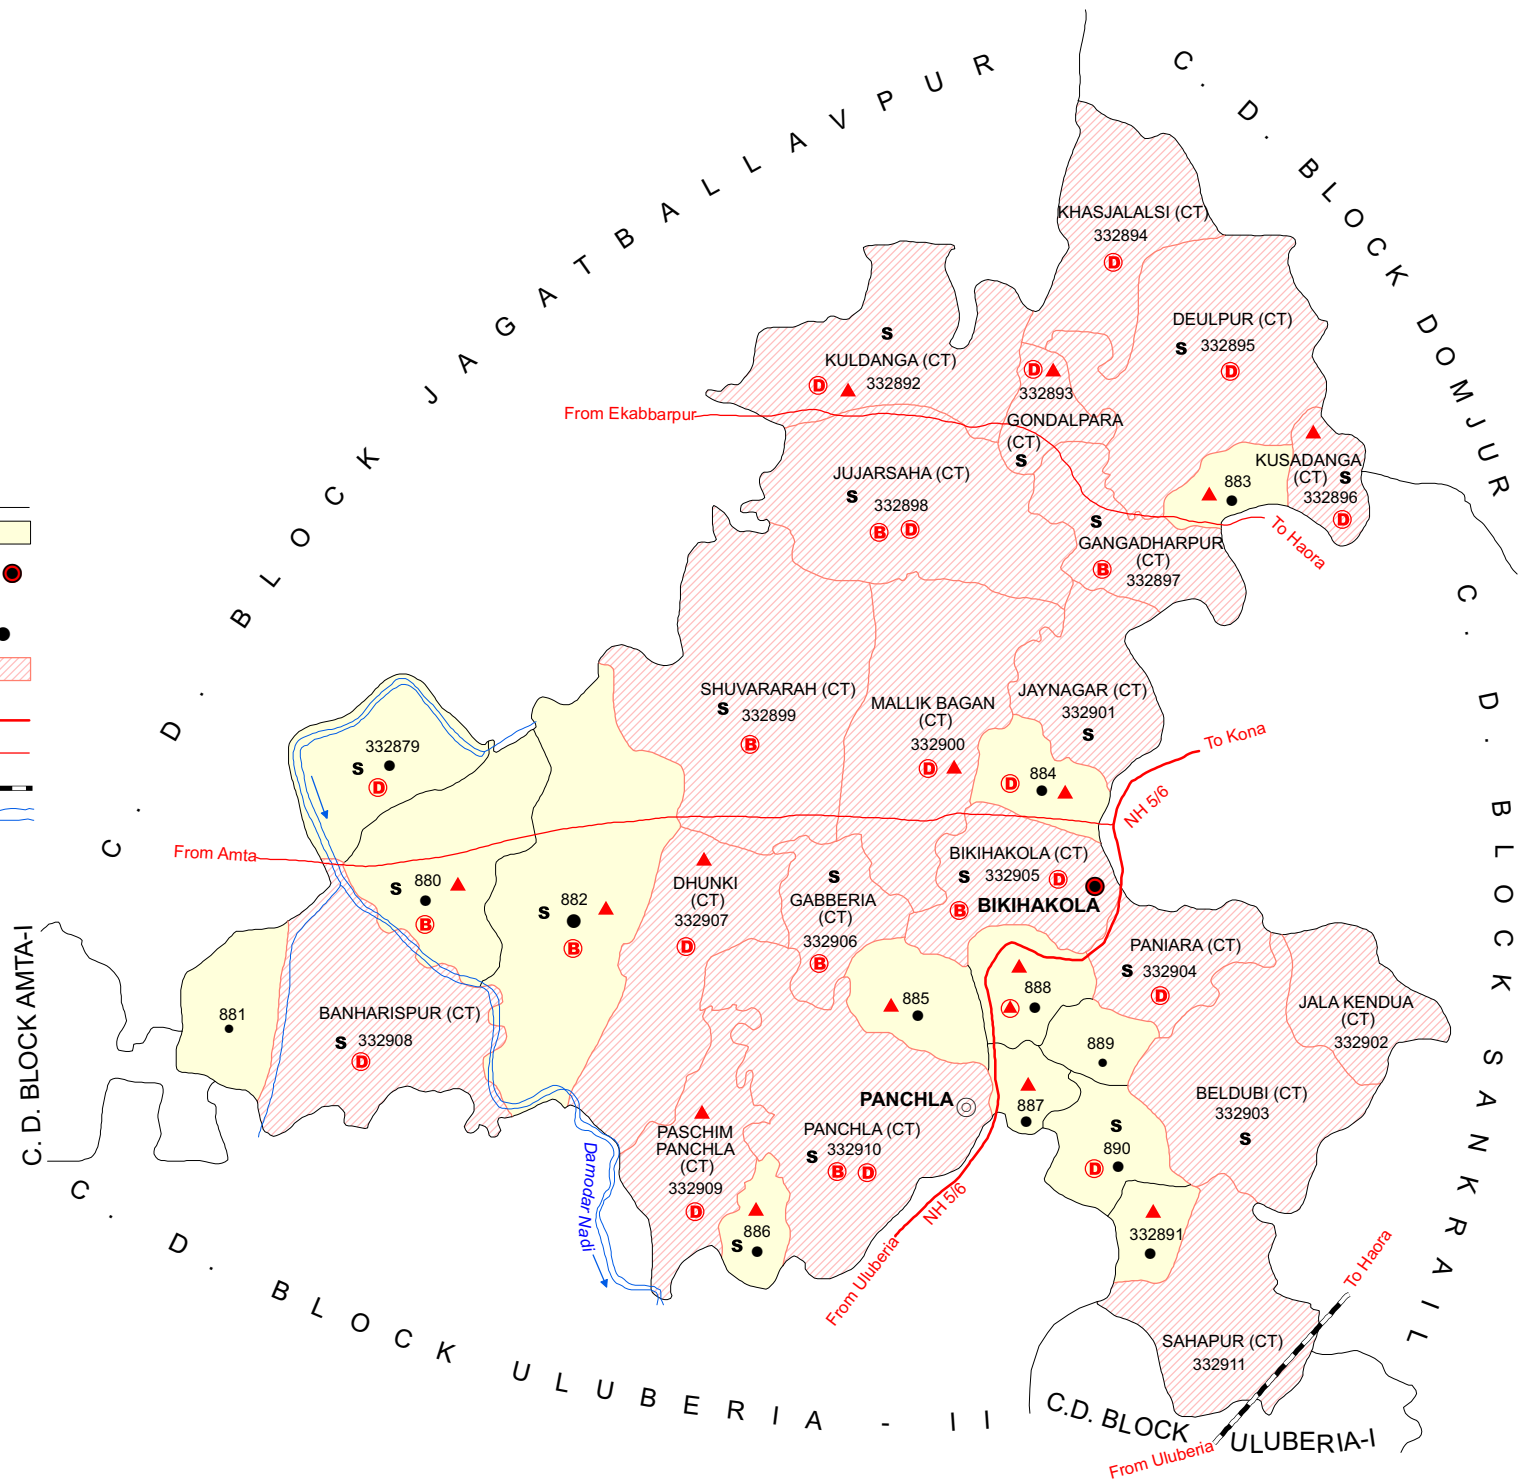 C. D. BLOCK JAGATBALLAVPUR
C. D. BLOCK DOMJUR
KHASJALALSI (CT)
332894
D
DEULPUR (CT)
S 332895
D
S
KULDANGA (CT)
D 332892
D
332893
GONDALPARA
(CT)
S
From Ekabbarpur
KUSADANGA
(CT) S
332896
D
883
To Haora
JUJARSAHA (CT)
S 332898
B D
S
GANGADHARPUR
(CT)
B 332897
SHUVARARAH (CT)
S 332899
B
MALLIK BAGAN
(CT)
332900
D
JAYNAGAR (CT)
332901
S
To Kona
NH 5/6
D 884
332879
S
D
From Amta
S 880
B
S 882
B
DHUNKI
(CT)
332907
D
S
GABBERIA
(CT)
332906
B
BIKIHAKOLA (CT)
S 332905 D
B BIKIHAKOLA
PANIARA (CT)
S 332904
D
JALA KENDUA
(CT)
332902
881
BANHARISPUR (CT)
S 332908
D
885
888
889
887
BELDUBI (CT)
332903
S
PANCHLA
PANCHLA (CT)
S 332910
B D
PASCHIM
PANCHLA
(CT)
332909
D
S
890
D
886
S
332891
NH 5/6
From Uluberia
Damodar Nadi
SAHAPUR (CT)
332911
To Haora
From Uluberia
C. D. BLOCK AMTA-I
C. D. BLOCK ULUBERIA - II
C.D. BLOCK ULUBERIA-I
C. D. BLOCK SANKRAIL